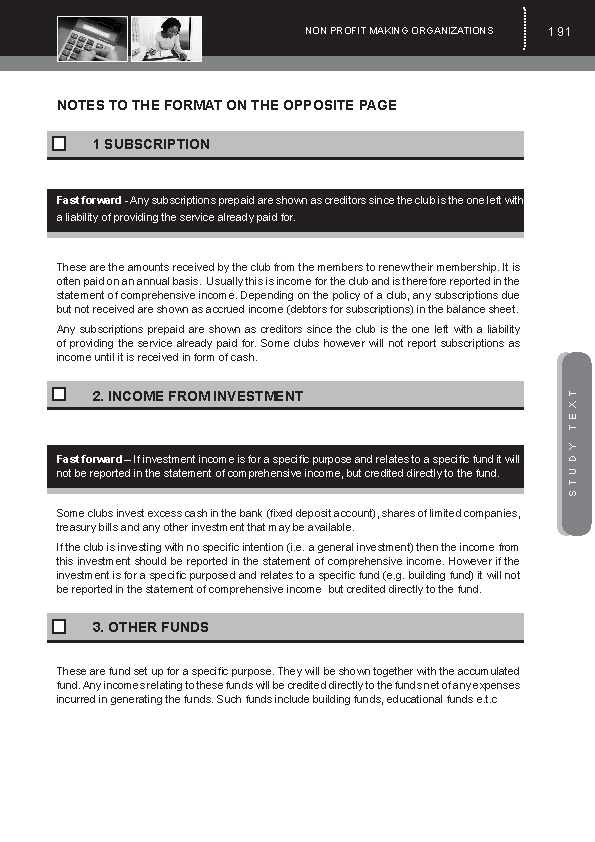 NON PROFIT MAKING ORGANIZATIONS
191
NOTES TO THE FORMAT ON THE OPPOSITE PAGE
1 SUBSCRIPTION
Fast forward - Any subscriptions prepaid are shown as creditors since the club is the one left with
a liability of providing the service already paid for.
These are the amounts received by the club from the members to renew their membership. It is
often paid on an annual basis. Usually this is income for the club and is therefore reported in the
statement of comprehensive income. Depending on the policy of a club, any subscriptions due
but not received are shown as accrued income (debtors for subscriptions) in the balance sheet.
Any subscriptions prepaid are shown as creditors since the club is the one left with a liability
of providing the service already paid for. Some clubs however will not report subscriptions as
income until it is received in form of cash.
2. INCOME FROM INVESTMENT
Fast forward – If investment income is for a specific purpose and relates to a specific fund it will
not be reported in the statement of comprehensive income, but credited directly to the fund.
Some clubs invest excess cash in the bank (fixed deposit account), shares of limited companies,
treasury bills and any other investment that may be available.
If the club is investing with no specific intention (i.e. a general investment) then the income from
this investment should be reported in the statement of comprehensive income. However if the
investment is for a specific purposed and relates to a specific fund (e.g. building fund) it will not
be reported in the statement of comprehensive income but credited directly to the fund.
3. OTHER FUNDS
These are fund set up for a specific purpose. They will be shown together with the accumulated
fund. Any incomes relating to these funds will be credited directly to the funds net of any expenses
incurred in generating the funds. Such funds include building funds, educational funds e.t.c
STUDY TEXT